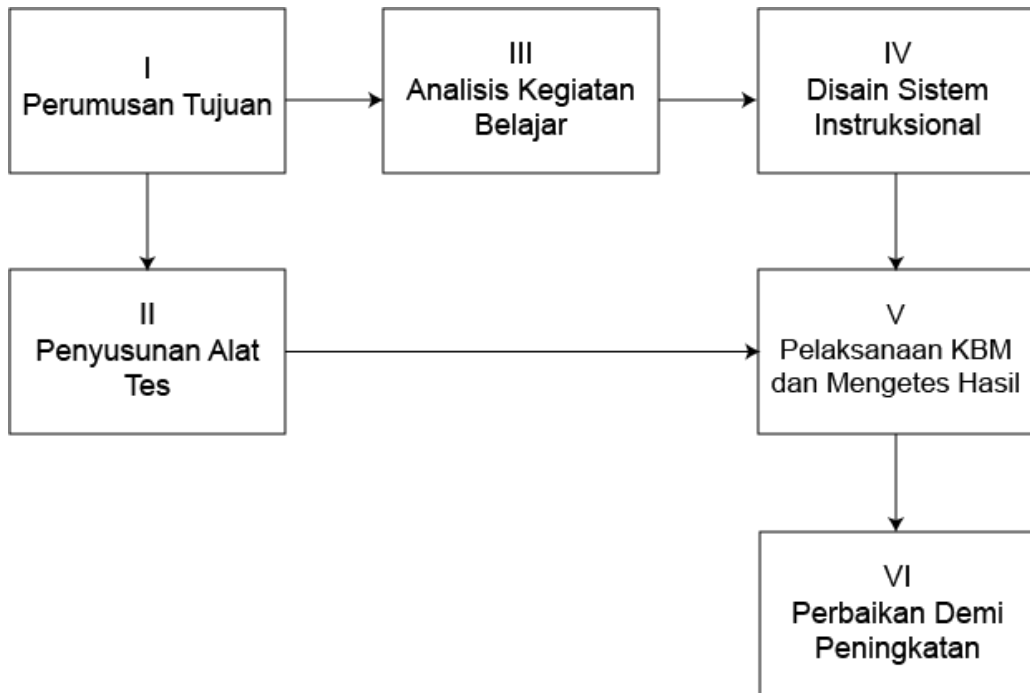 I
Perumusan Tujuan
III
Analisis Kegiatan
Belajar
IV
Disain Sistem
Instruksional
II
Penyusunan Alat
Tes
V
Pelaksanaan KBM
dan Mengetes Hasil
VI
Perbaikan Demi
Peningkatan